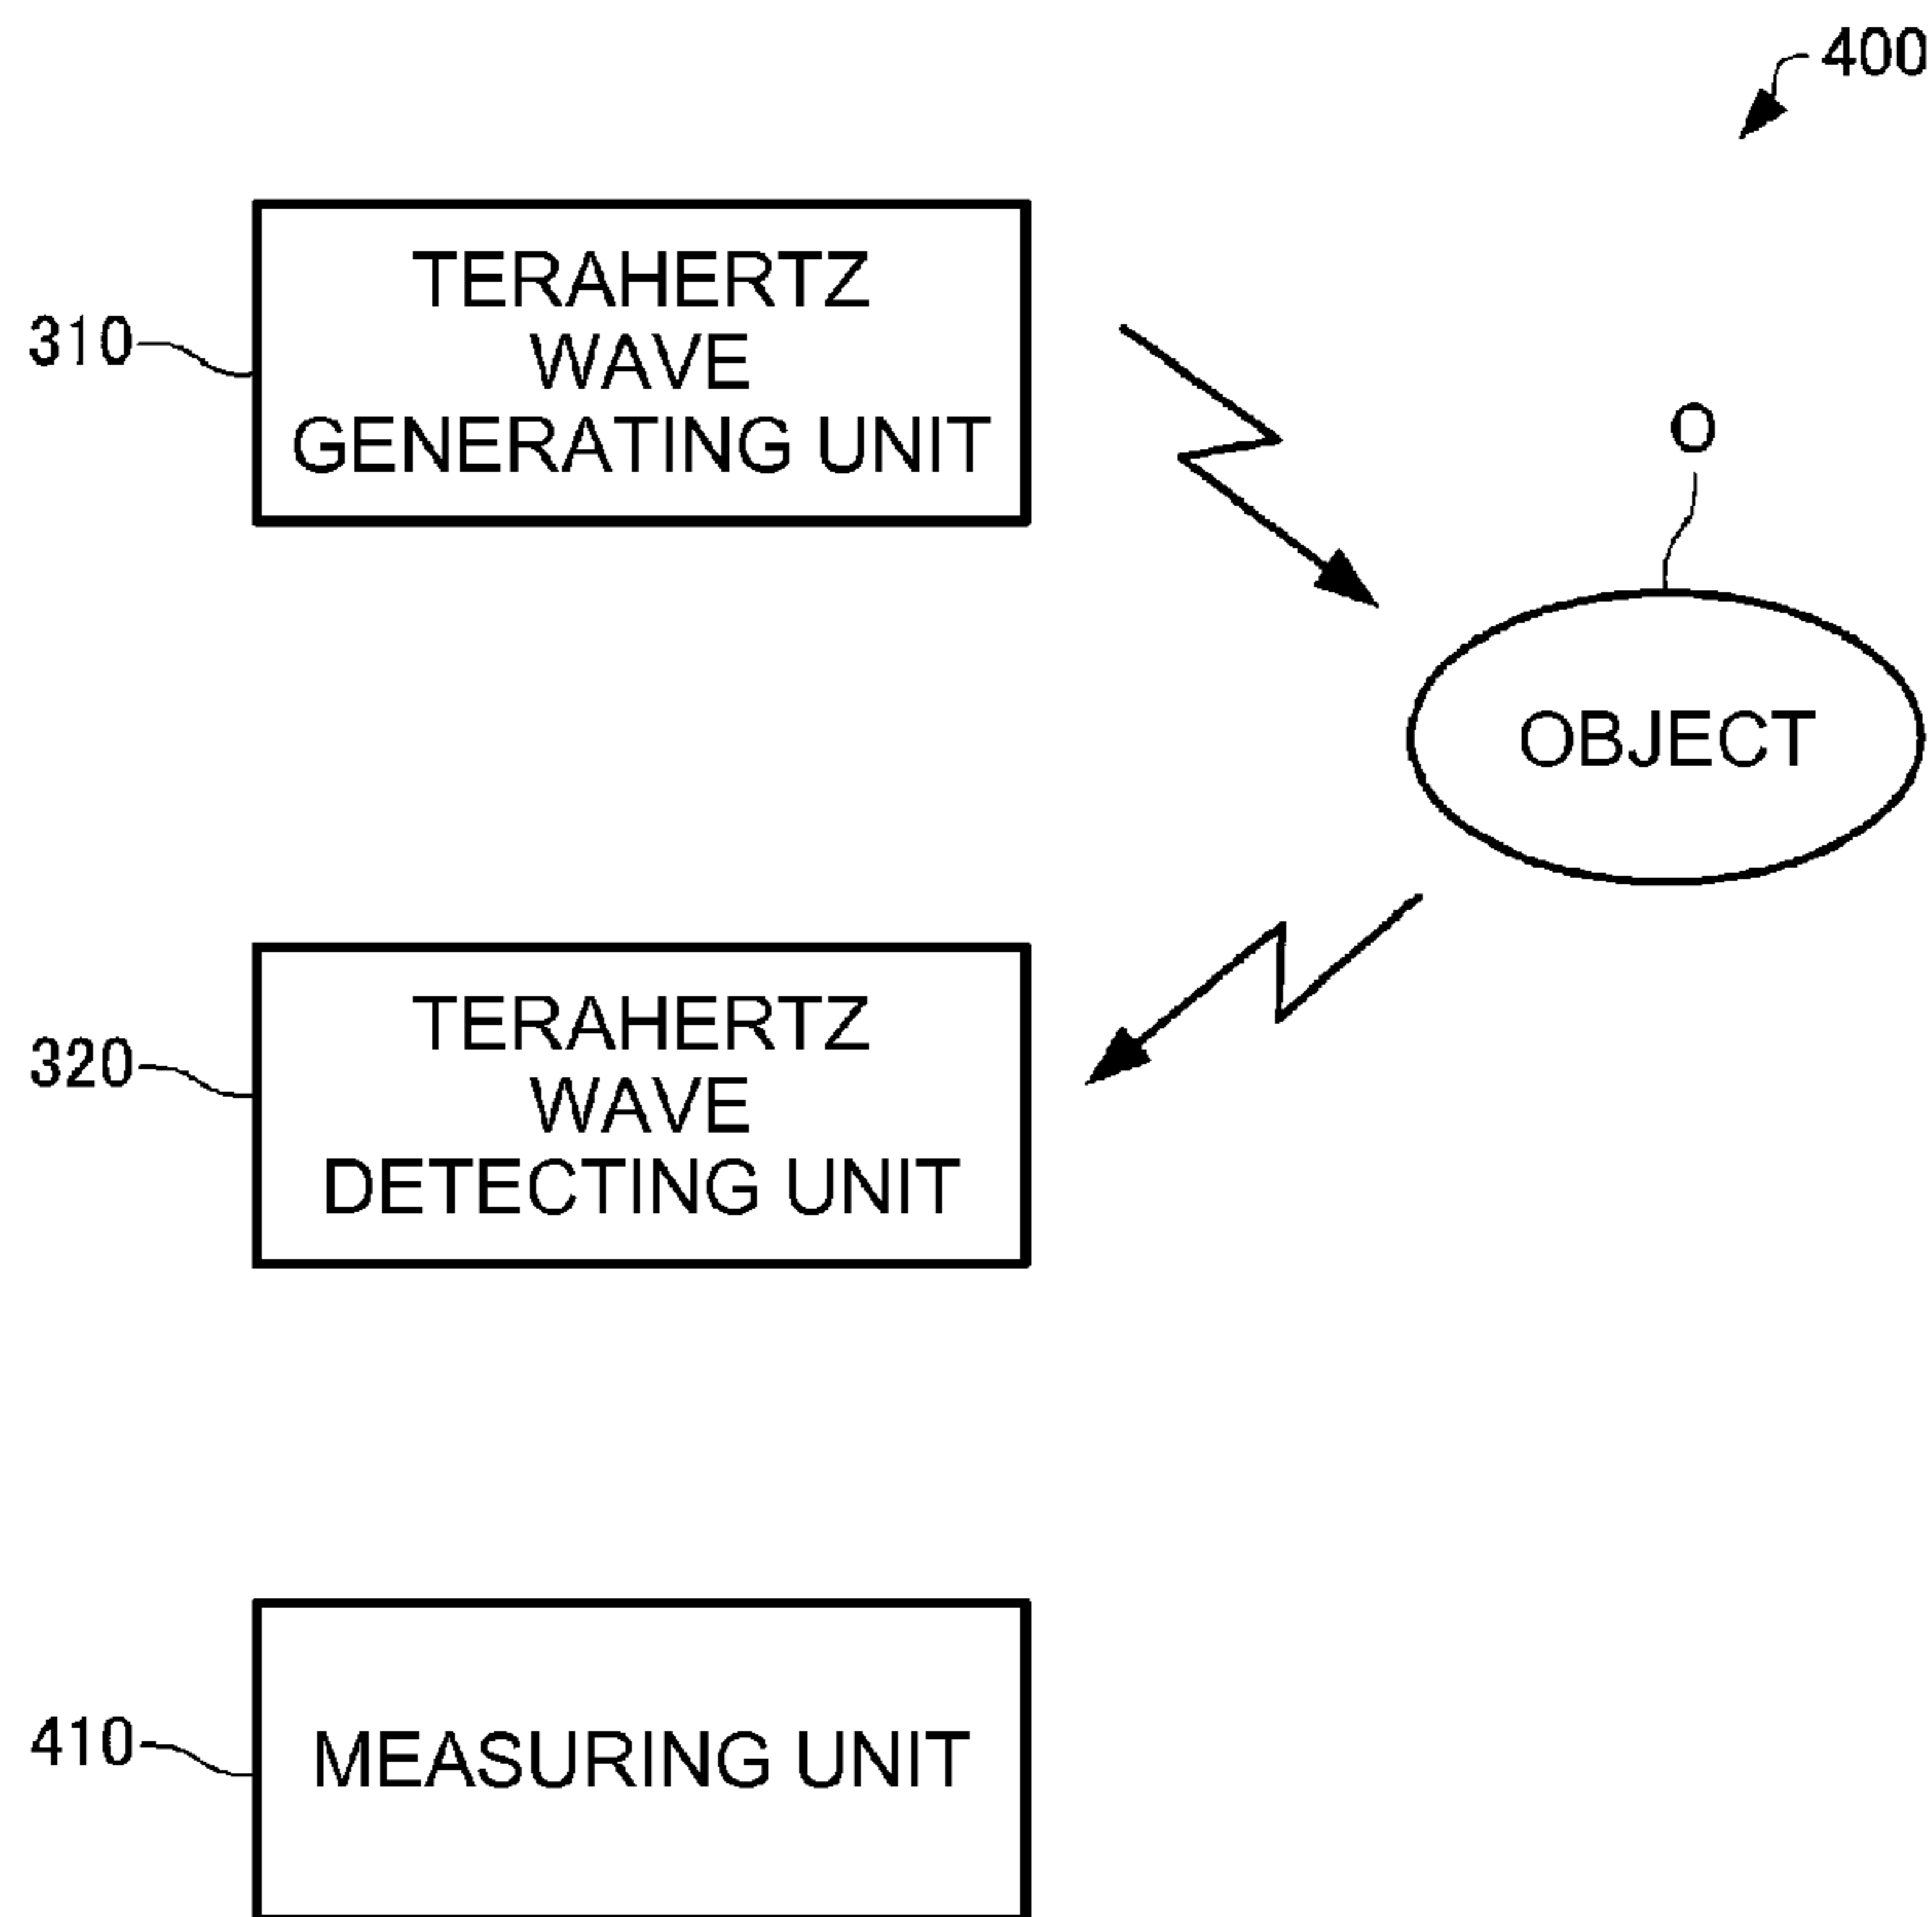 400
310
TERAHERTZ
WAVE
GENERATING UNIT
O
OBJECT
320
TERAHERTZ
WAVE
DETECTING UNIT
410
MEASURING UNIT